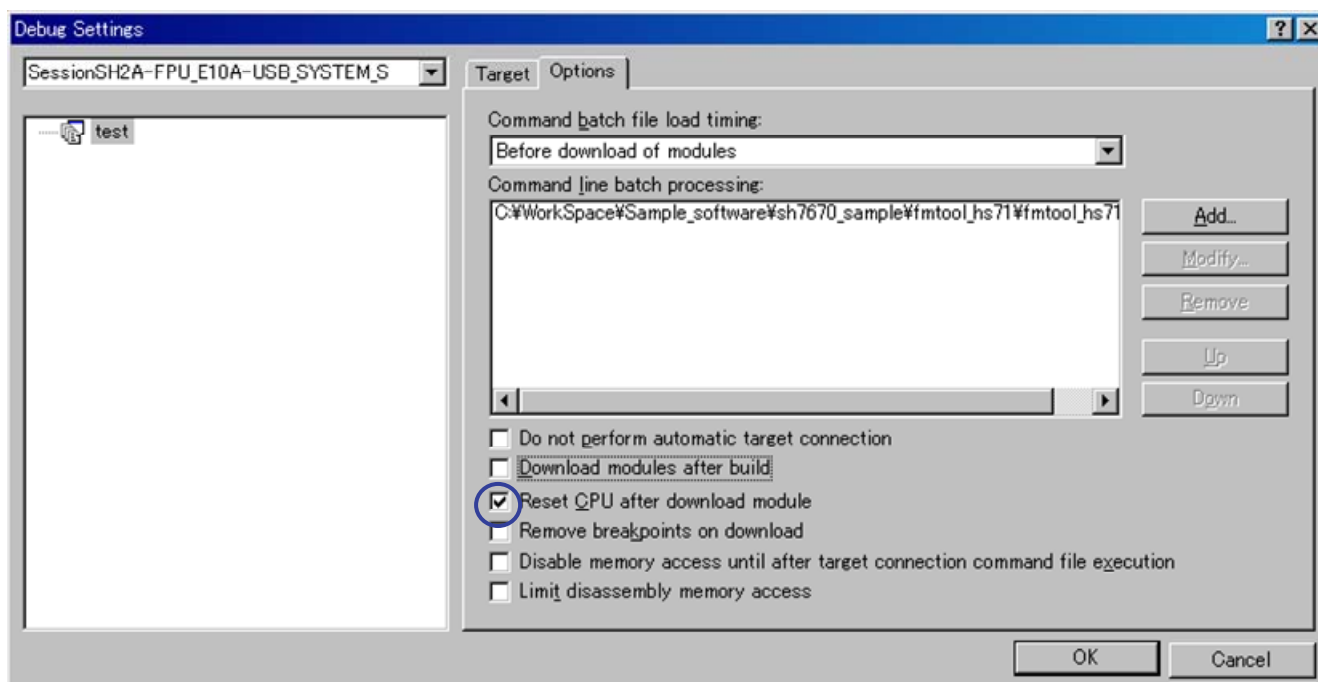 Debug Settings
SessionSH2A-FPU_E10A-USB_SYSTEM_S
test
Target
Options
Command batch file load timing:
Before download of modules
Command line batch processing:
C:¥WorkSpace¥Sample_software¥sh7670_sample¥fmtool_hs71¥fmtool_hs71
Add...
Modify...
Remove
Up
Down
Do not perform automatic target connection
Download modules after build
Reset CPU after download module
Remove breakpoints on download
Disable memory access until after target connection command file execution
Limit disassembly memory access
OK
Cancel